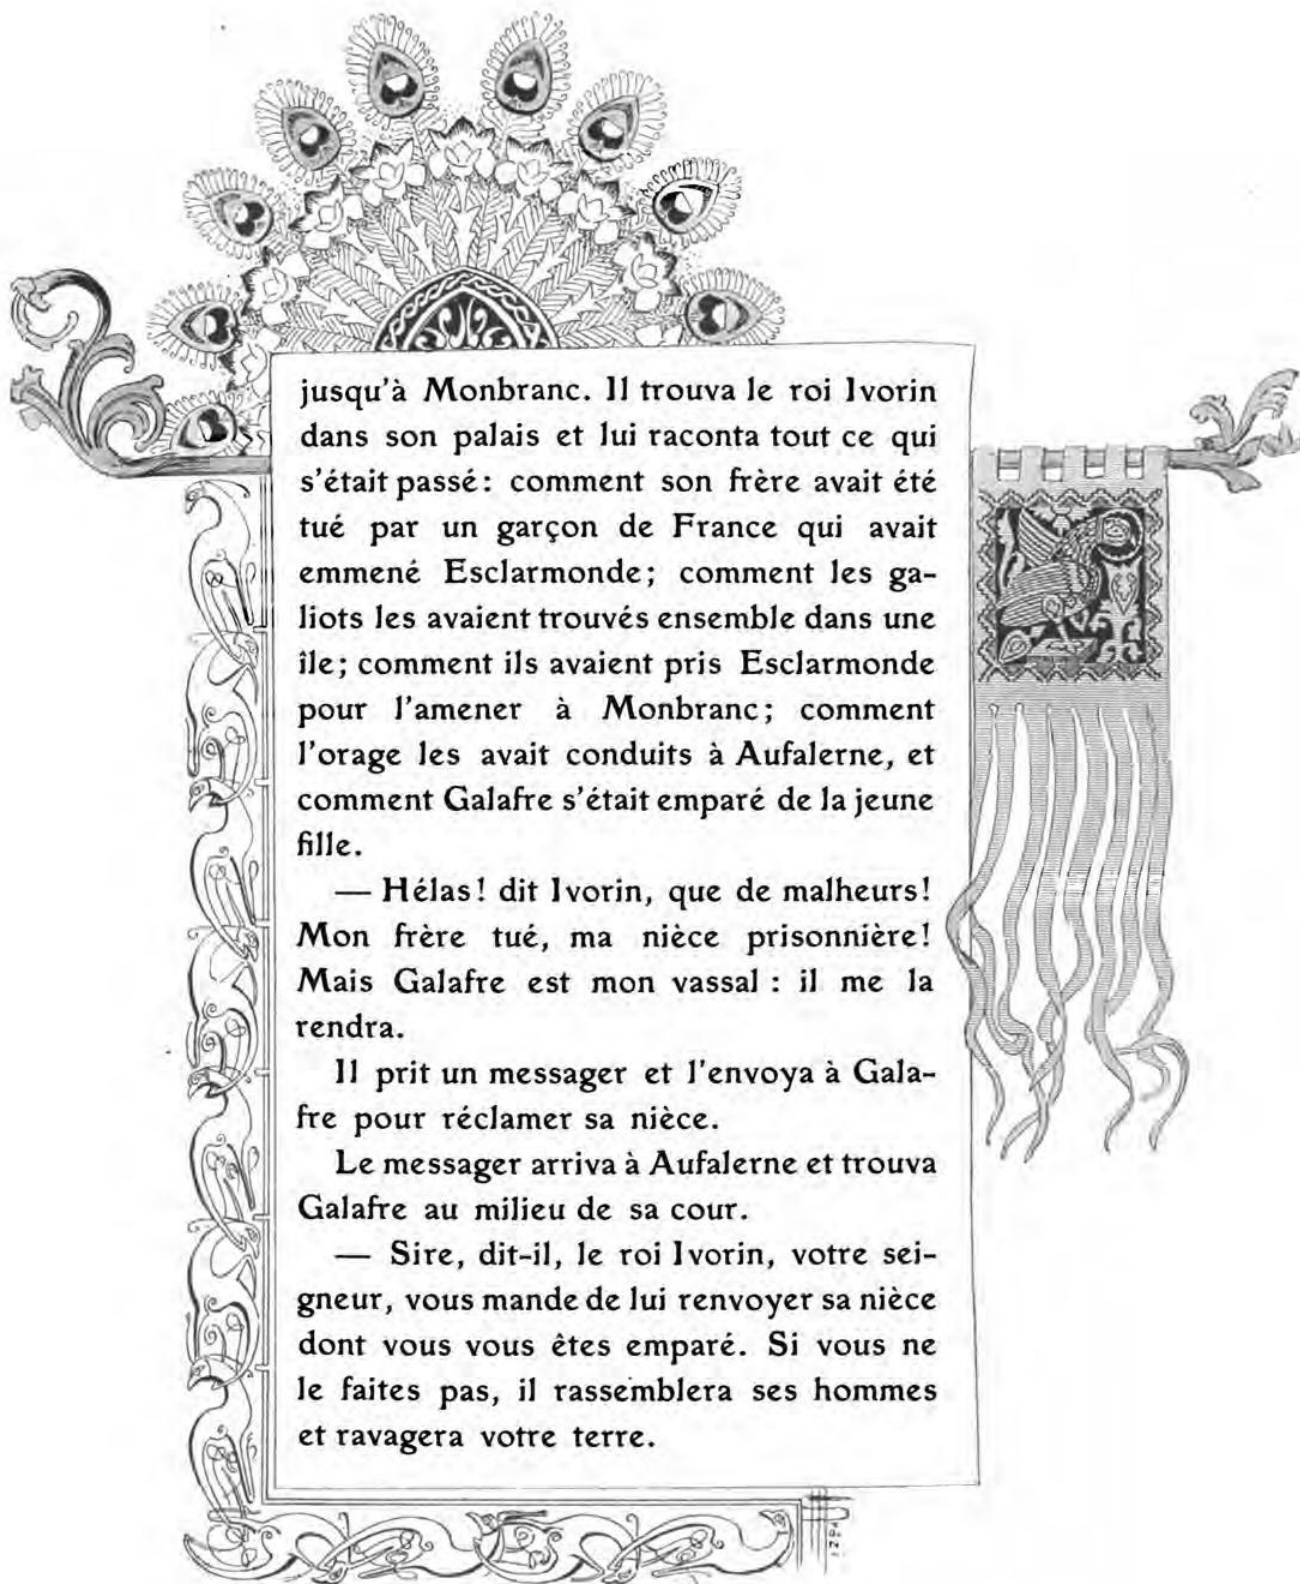 jusqu'à Monbranc. Il trouva le roi Ivorin
dans son palais et lui raconta tout ce qui
s'était passé: comment son frère avait été
tué par un garçon de France qui avait
emmené Esclarmonde; comment les ga-
liots les avaient trouvés ensemble dans une
île; comment ils avaient pris Esclarmonde
pour l'amener à Monbranc; comment
l'orage les avait conduits à Aufalerne, et
comment Galafre s'était emparé de la jeune
fille.
— Hélas! dit Ivorin, que de malheurs!
Mon frère tué, ma nièce prisonnière!
Mais Galafre est mon vassal : il me la
rendra.
Il prit un messager et l'envoya à Gala-
fre pour réclamer sa nièce.
Le messager arriva à Aufalerne et trouva
Galafre au milieu de sa cour.
— Sire, dit-il, le roi Ivorin, votre sei-
gneur, vous mande de lui renvoyer sa nièce
dont vous vous êtes emparé. Si vous ne
le faites pas, il rassemblera ses hommes
et ravagera votre terre.